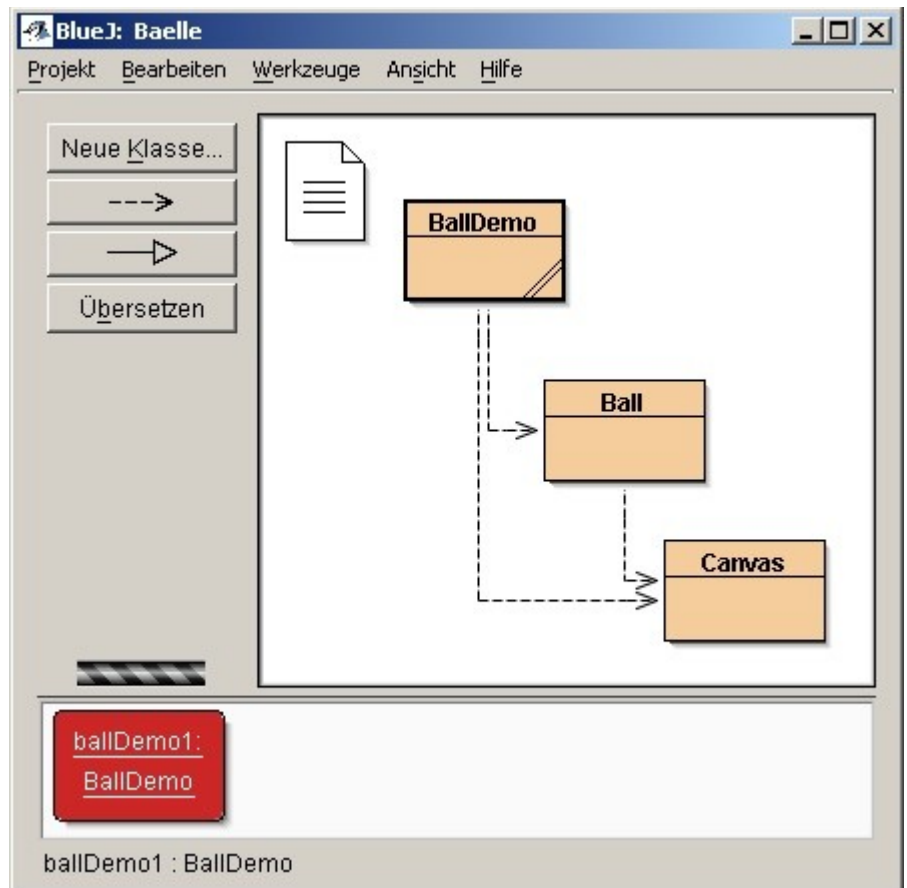 BlueJ: Baelle
Projekt Bearbeiten Werkzeuge Ansicht Hilfe
Neue Klasse...
Übersetzen
BallDemo
Ball
Canvas
ballDemo1:
BallDemo
ballDemo1 : BallDemo